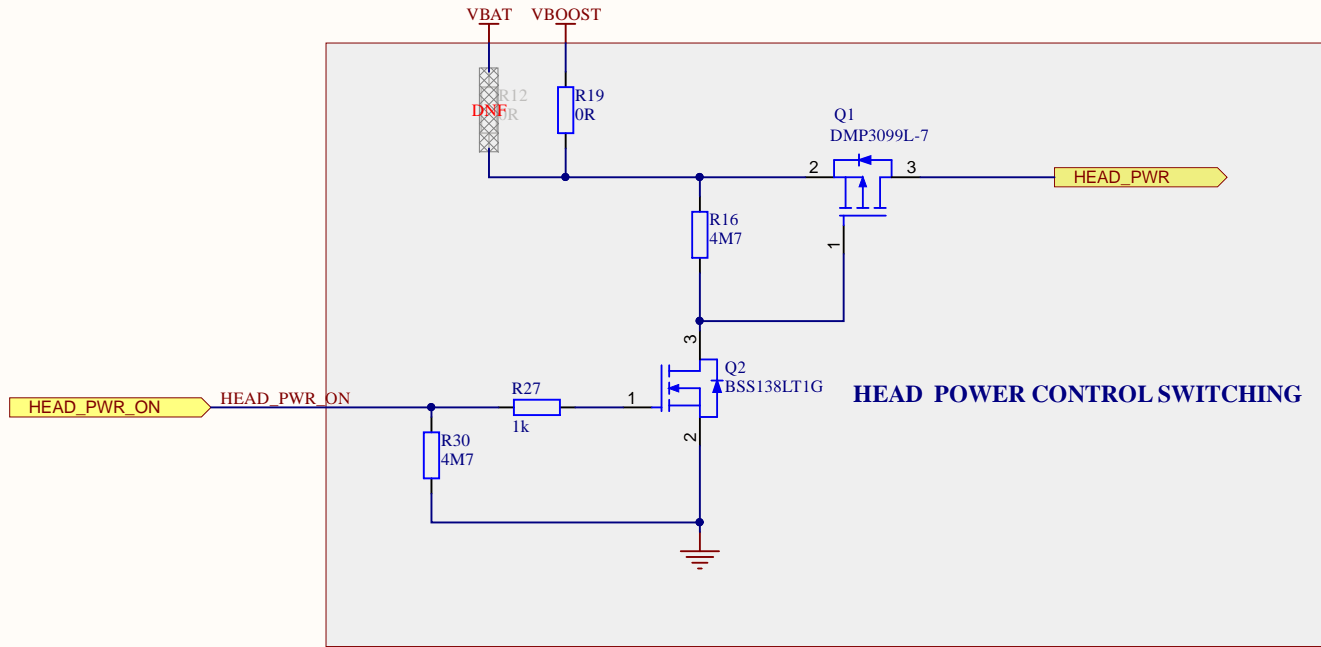 VBAT
VBOOST
R12
0R
DNF
R19
0R
Q1
DMP3099L-7
2
3
HEAD_PWR
R16
4M7
1
3
Q2
BSS138LT1G
HEAD_PWR_ON
HEAD_PWR_ON
R27
1k
1
HEAD POWER CONTROL SWITCHING
R30
4M7
2